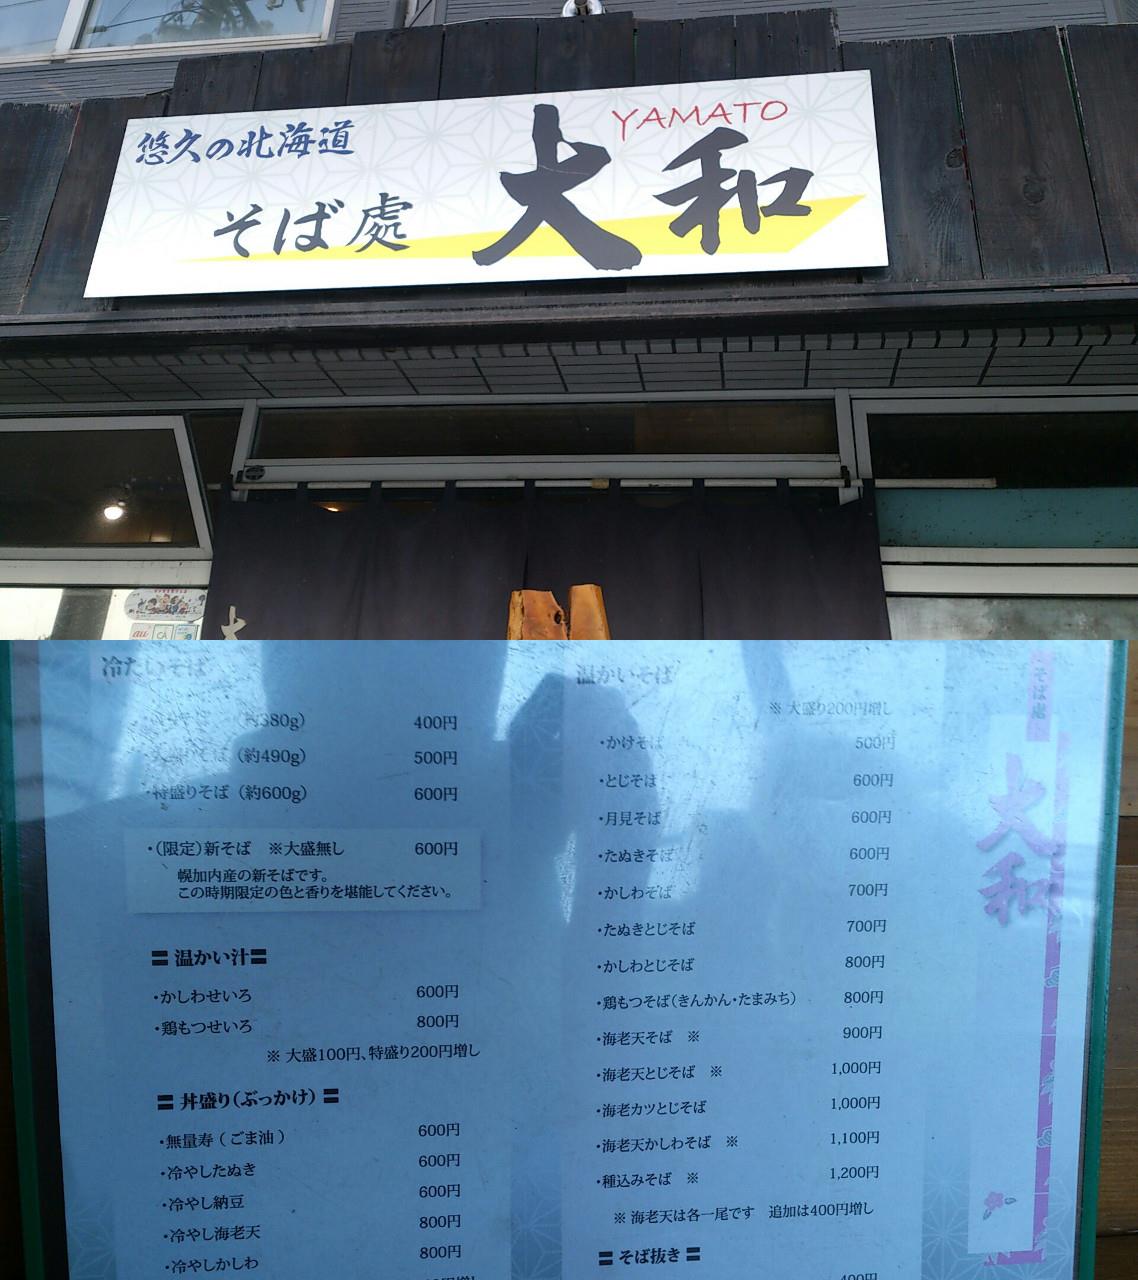 悠久の北海道
YAMATO
そば處
大和
au
冷たいそば
(約380g) 400円
(約490g) 500円
・特盛りそば (約600g) 600円
・(限定)新そば ※大盛無し 600円
幌加内産の新そばです。
この時期限定の色と香りを堪能してください。
〓 温かい汁〓
・かしわせいろ 600円
・鶏もつせいろ 800円
※ 大盛100円、特盛り200円増し
〓 丼盛り(ぶっかけ) 〓
・無量寿 ( ごま油 ) 600円
・冷やしたぬき 600円
・冷やし納豆 600円
・冷やし海老天 800円
・冷やしかしわ 800円
温かいそば
※ 大盛り200円増し
・かけそば 500円
・とじそば 600円
・月見そば 600円
・たぬきそば 600円
・かしわそば 700円
・たぬきとじそば 700円
・かしわとじそば 800円
・鶏もつそば(きんかん・たまみち) 800円
・海老天そば ※ 900円
・海老天とじそば ※ 1,000円
・海老カツとじそば 1,000円
・海老天かしわそば ※ 1,100円
・種込みそば ※ 1,200円
※ 海老天は各一尾です 追加は400円増し
〓 そば抜き 〓
400円
そば處
大和